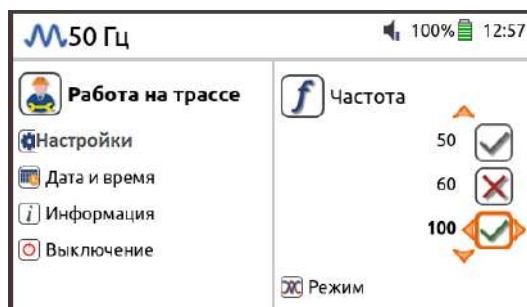 50 Гц 100% 12:57
Работа на трассе
Настройки
Дата и время
Информация
Выключение
f Частота
50
60
100
Режим